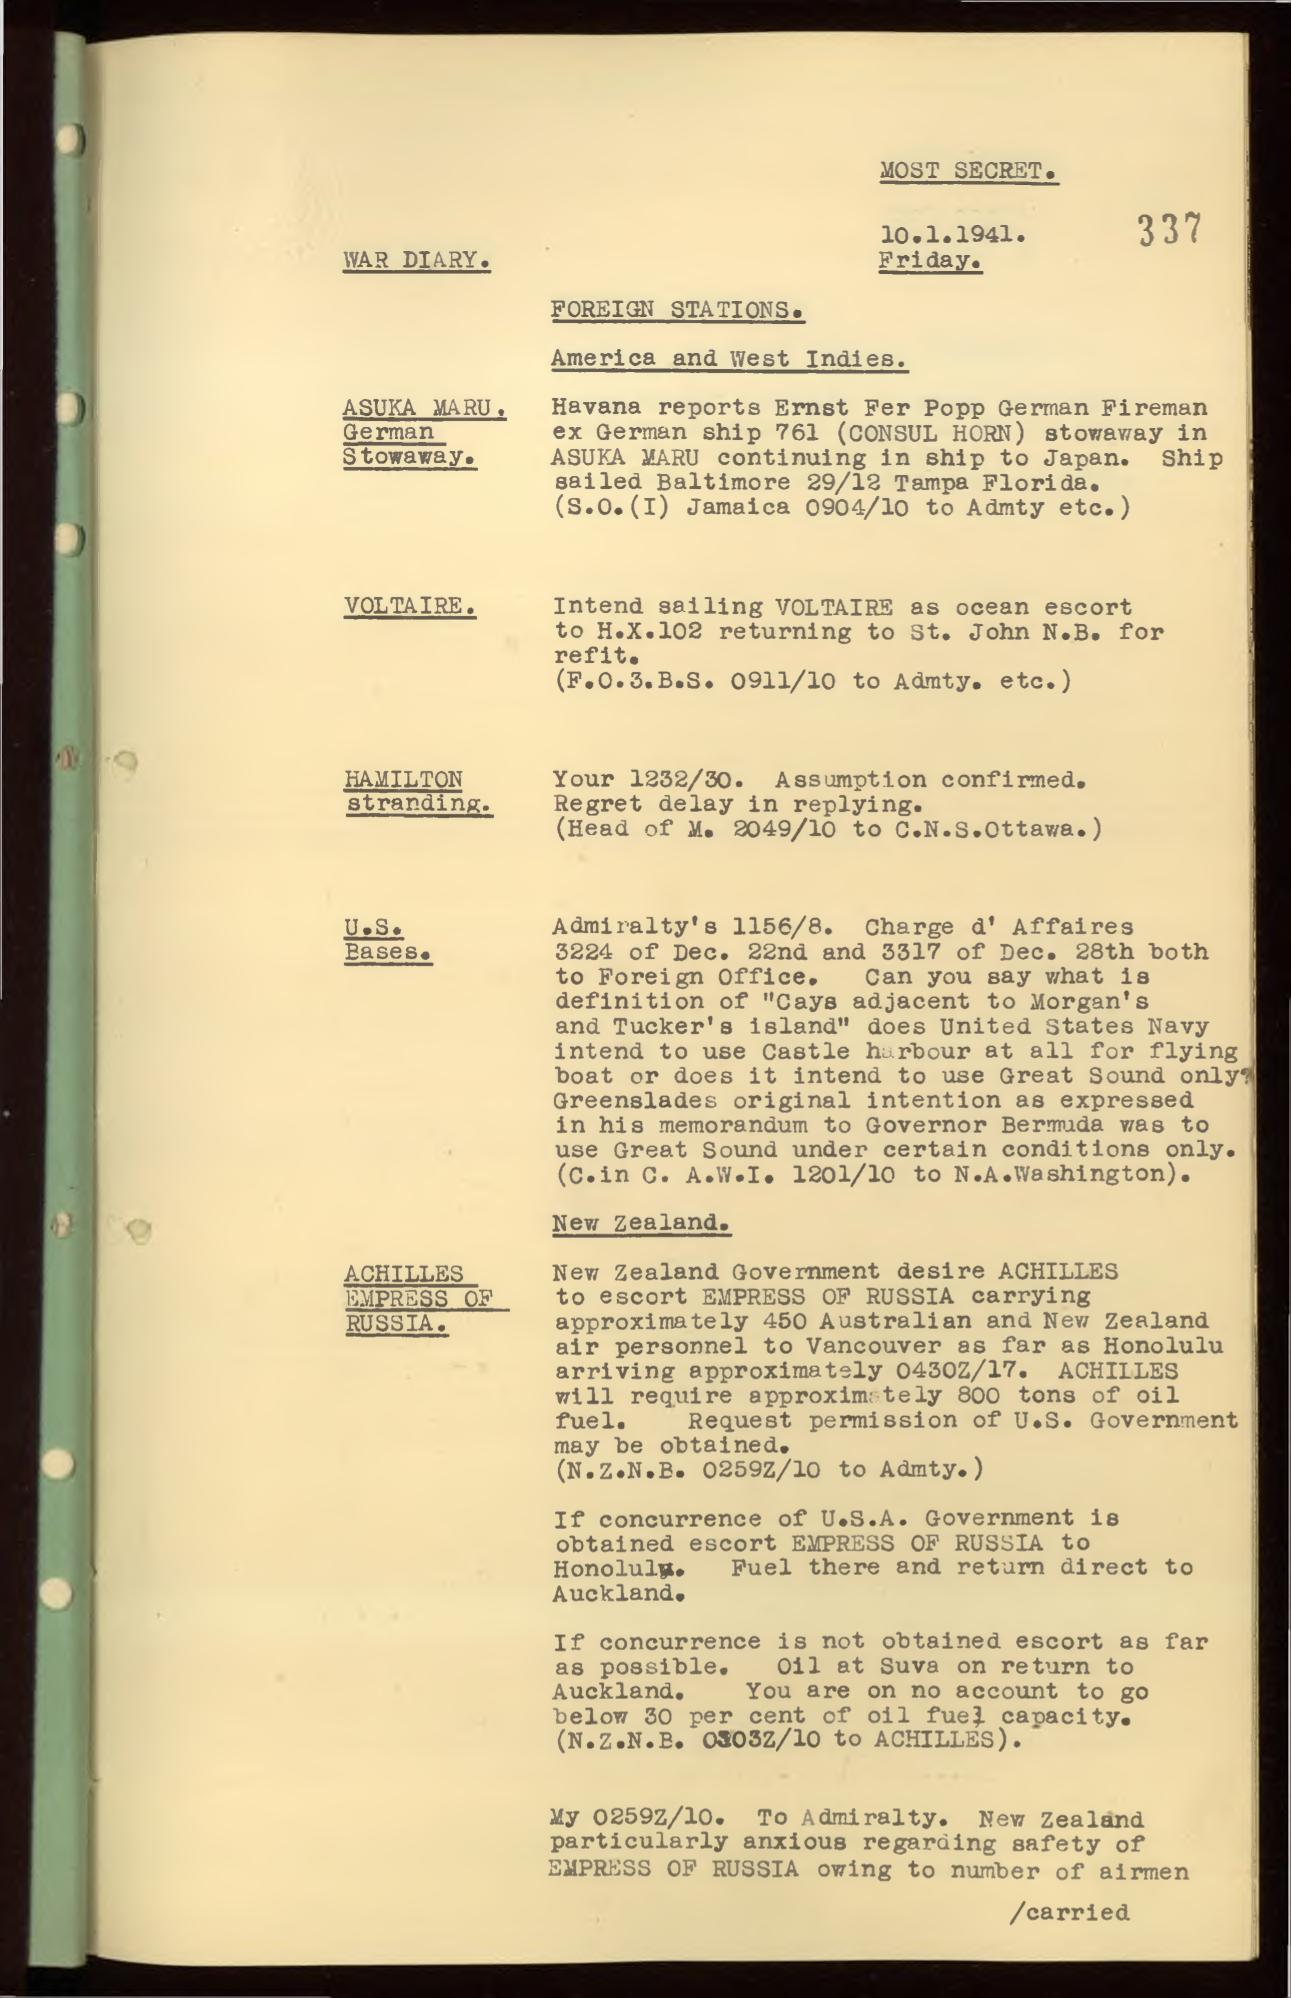 MOST SECRET.
10.1.1941.
337
WAR DIARY.
Friday.
FOREIGN STATIONS.
America and West Indies.
ASUKA MARU.
German
Stowaway.
Havana reports Ernst Fer Popp German Fireman
ex German ship 761 (CONSUL HORN) stowaway in
ASUKA MARU continuing in ship to Japan. Ship
sailed Baltimore 29/12 Tampa Florida.
(S.O.(I) Jamaica 0904/10 to Admty etc.)
VOLTAIRE.
Intend sailing VOLTAIRE as ocean escort
to H.X.102 returning to St. John N.B. for
refit.
(F.O.3.B.S. 0911/10 to Admty. etc.)
HAMILTON
stranding.
Your 1232/30. Assumption confirmed.
Regret delay in replying.
(Head of M. 2049/10 to C.N.S.Ottawa.)
U.S.
Bases.
Admiralty's 1156/8. Charge d' Affaires
3224 of Dec. 22nd and 3317 of Dec. 28th both
to Foreign Office. Can you say what is
definition of "Cays adjacent to Morgan's
and Tucker's island" does United States Navy
intend to use Castle harbour at all for flying
boat or does it intend to use Great Sound only?
Greenslades original intention as expressed
in his memorandum to Governor Bermuda was to
use Great Sound under certain conditions only.
(C.in C. A.W.I. 1201/10 to N.A.Washington).
New Zealand.
ACHILLES
EMPRESS OF
RUSSIA.
New Zealand Government desire ACHILLES
to escort EMPRESS OF RUSSIA carrying
approximately 450 Australian and New Zealand
air personnel to Vancouver as far as Honolulu
arriving approximately 0430Z/17. ACHILLES
will require approximately 800 tons of oil
fuel. Request permission of U.S. Government
may be obtained.
(N.Z.N.B. 0259Z/10 to Admty.)
If concurrence of U.S.A. Government is
obtained escort EMPRESS OF RUSSIA to
Honolulu. Fuel there and return direct to
Auckland.
If concurrence is not obtained escort as far
as possible. Oil at Suva on return to
Auckland. You are on no account to go
below 30 per cent of oil fuel capacity.
(N.Z.N.B. 0303Z/10 to ACHILLES).
My 0259Z/10. To Admiralty. New Zealand
particularly anxious regarding safety of
EMPRESS OF RUSSIA owing to number of airmen
/carried